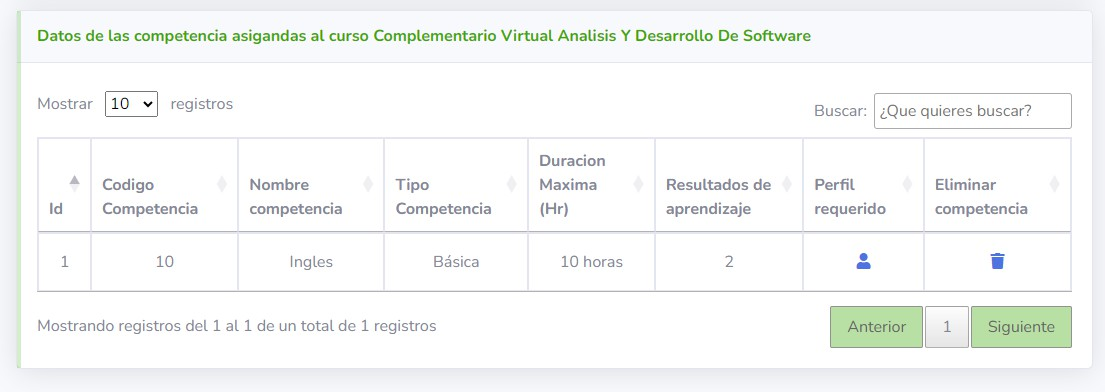 Datos de las competencia asigandas al curso Complementario Virtual Analisis Y Desarrollo De Software
Mostrar 10 registros
Buscar: ¿Que quieres buscar?
Id
Codigo Competencia
Nombre competencia
Tipo Competencia
Duracion Maxima (Hr)
Resultados de aprendizaje
Perfil requerido
Eliminar competencia
1 10 Ingles Básica 10 horas 2
Mostrando registros del 1 al 1 de un total de 1 registros
Anterior 1 Siguiente